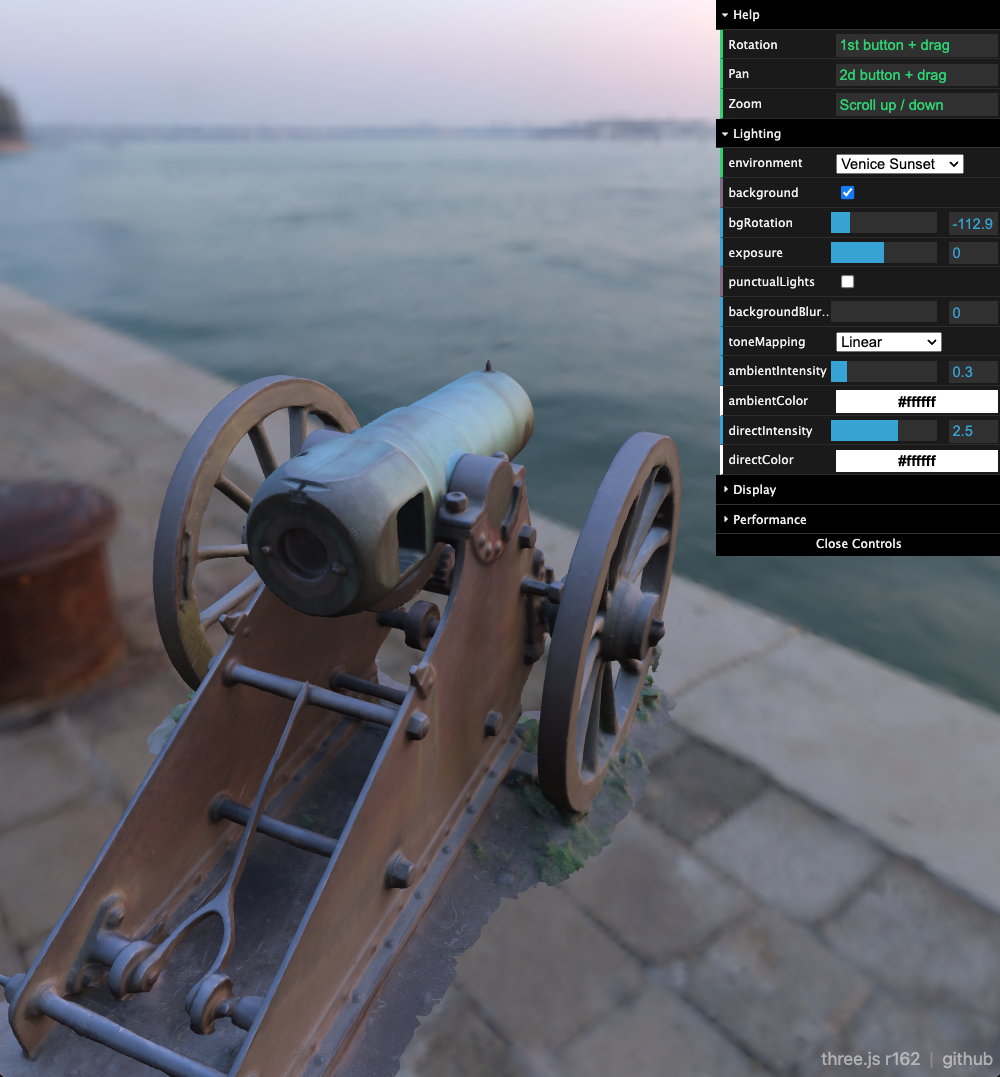 Help
Rotation 1st button + drag
Pan 2d button + drag
Zoom Scroll up / down
Lighting
environment Venice Sunset
background
bgRotation -112.9
exposure 0
punctualLights
backgroundBlur.. 0
toneMapping Linear
ambientIntensity 0.3
ambientColor #ffffff
directIntensity 2.5
directColor #ffffff
Display
Performance
Close Controls
three.js r162 | github